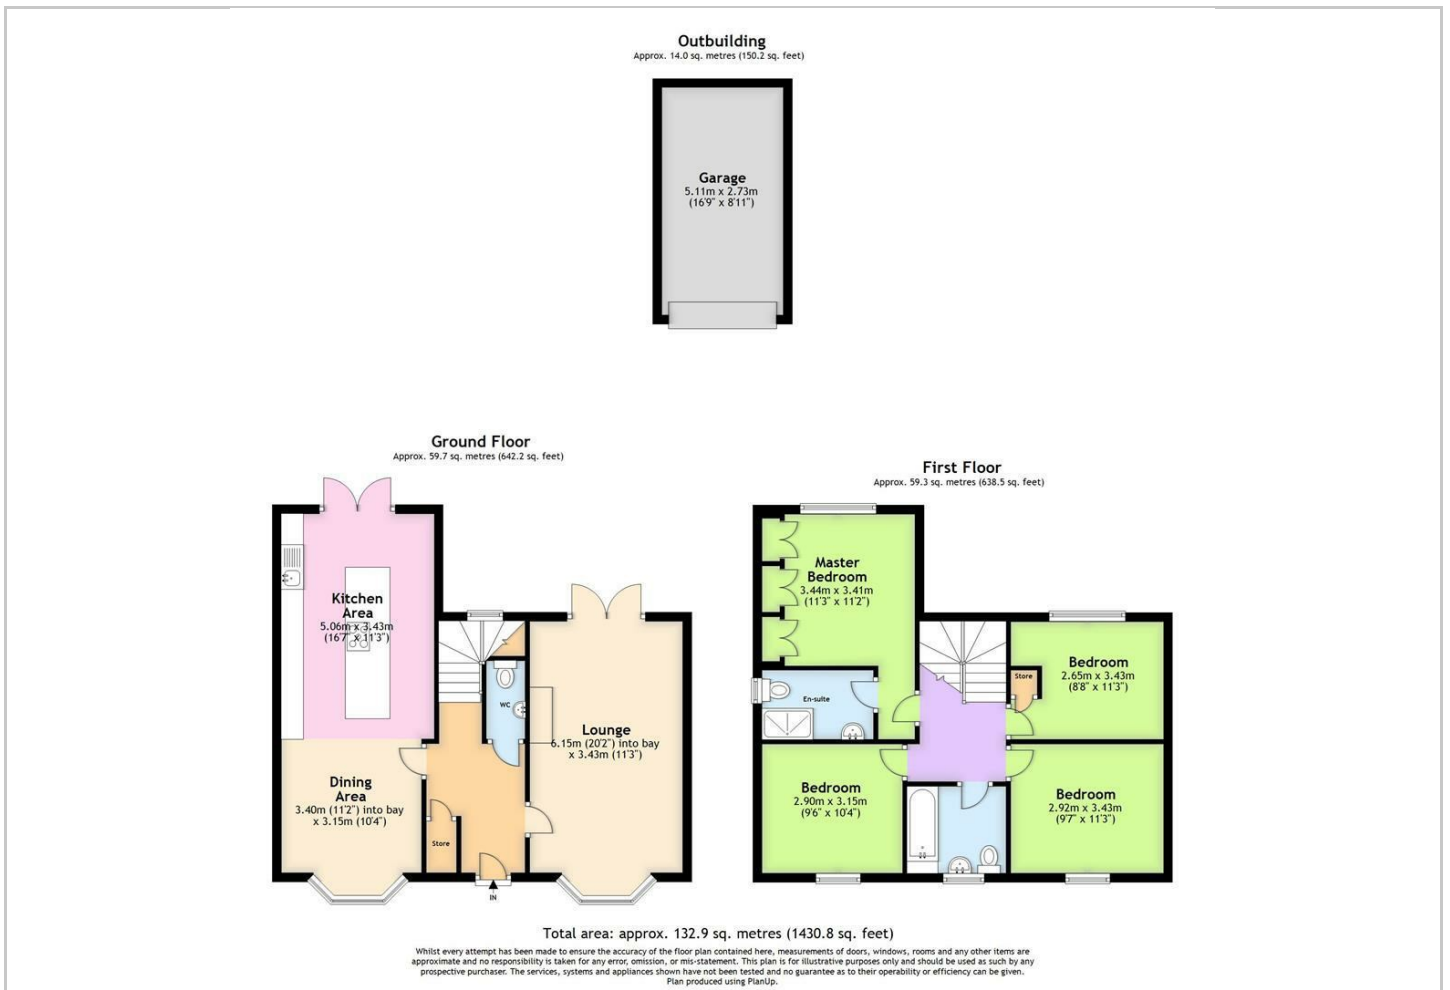 Outbuilding
Approx. 14.0 sq. metres (150.2 sq. feet)
Garage
5.11m x 2.73m
(16'9" x 8'11")
Ground Floor
Approx. 59.7 sq. metres (642.2 sq. feet)
Kitchen
Area
5.06m x 3.43m
(16'7" x 11'3")
WC
Lounge
6.15m (20'2") into bay
x 3.43m (11'3")
Dining
Area
3.40m (11'2") into bay
x 3.15m (10'4")
Store
IN
First Floor
Approx. 59.3 sq. metres (638.5 sq. feet)
Master
Bedroom
3.44m x 3.41m
(11'3" x 11'2")
En-suite
Store
Bedroom
2.65m x 3.43m
(8'8" x 11'3")
Bedroom
2.90m x 3.15m
(9'6" x 10'4")
Bedroom
2.92m x 3.43m
(9'7" x 11'3")
Total area: approx. 132.9 sq. metres (1430.8 sq. feet)
Whilst every attempt has been made to ensure the accuracy of the floor plan contained here, measurements of doors, windows, rooms and any other items are
approximate and no responsibility is taken for any error, omission, or mis-statement. This plan is for illustrative purposes only and should be used as such by any
prospective purchaser. The services, systems and appliances shown have not been tested and no guarantee as to their operability or efficiency can be given.
Plan produced using PlanUp.